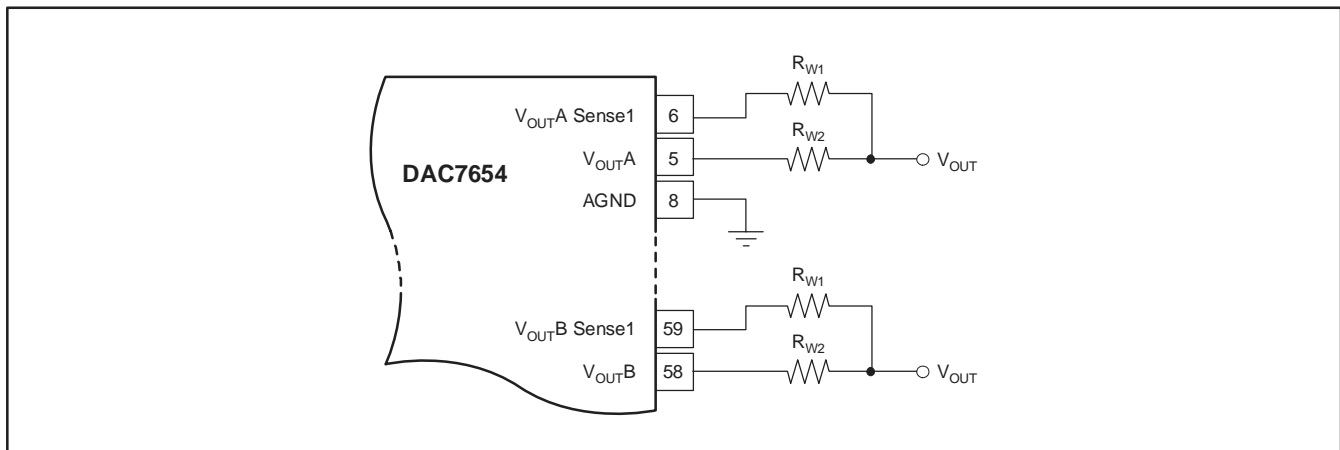 R_W1
V_OUTA Sense1 6
R_W2
V_OUTA 5
V_OUT
DAC7654
AGND 8
R_W1
V_OUTB Sense1 59
R_W2
V_OUTB 58
V_OUT